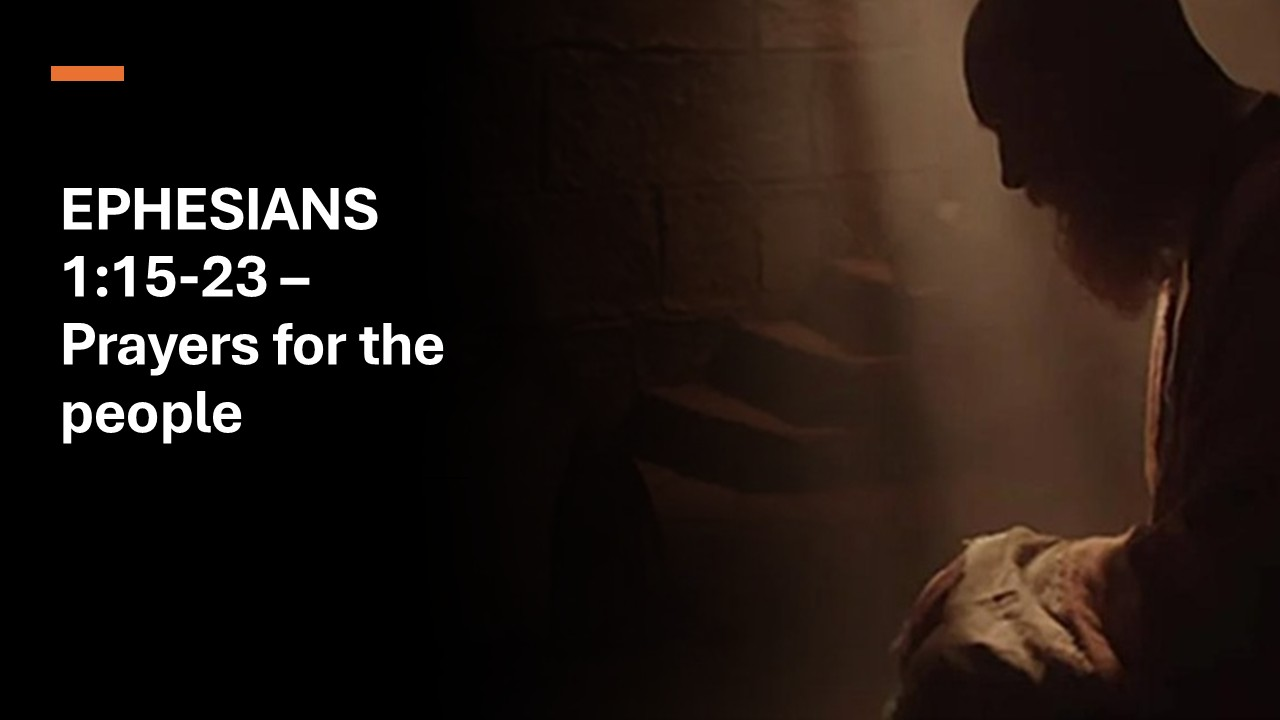 EPHESIANS
1:15-23 –
Prayers for the
people